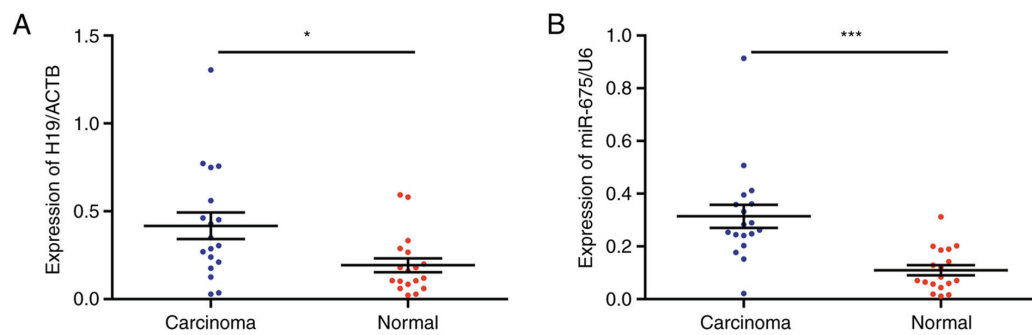 A
Expression of H19/ACTB
1.5
1.0
0.5
0.0
*
Carcinoma
Normal
B
Expression of miR-675/U6
1.0
0.8
0.6
0.4
0.2
0.0
***
Carcinoma
Normal